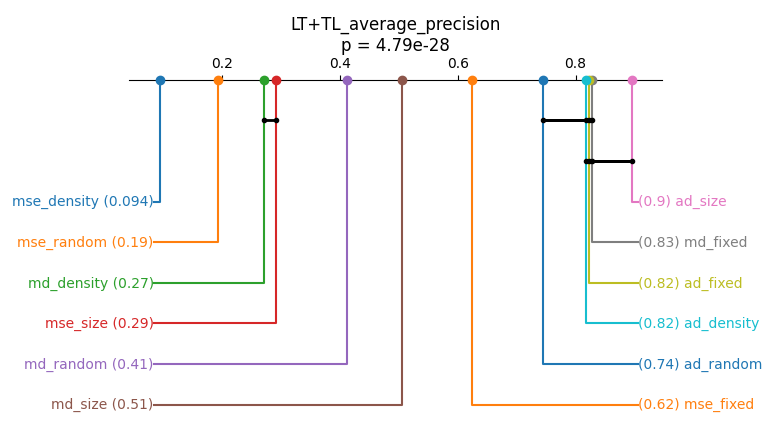 LT+TL_average_precision
p = 4.79e-28
0.2 0.4 0.6 0.8
mse_density (0.094) (0.9) ad_size
mse_random (0.19) (0.83) md_fixed
md_density (0.27) (0.82) ad_fixed
mse_size (0.29) (0.82) ad_density
md_random (0.41) (0.74) ad_random
md_size (0.51) (0.62) mse_fixed